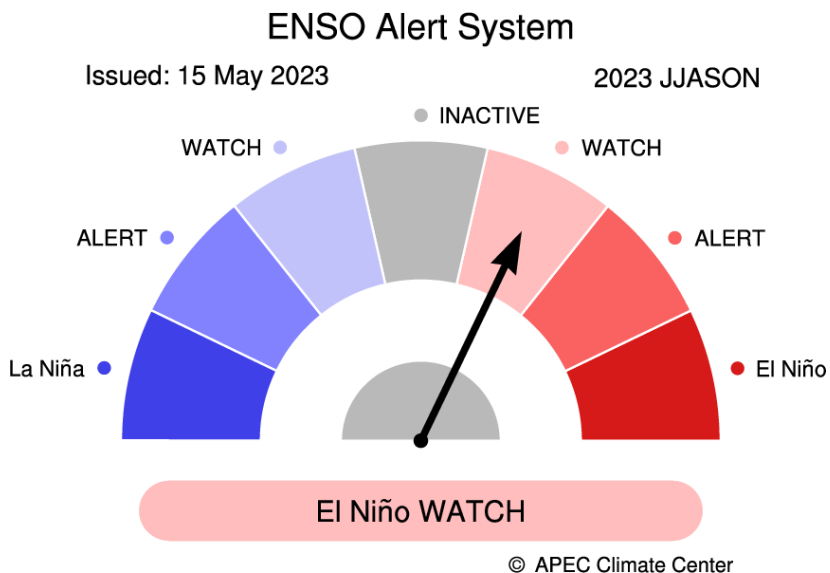 ENSO Alert System
Issued: 15 May 2023
2023 JJASON
INACTIVE
WATCH
WATCH
ALERT
ALERT
La Niña
El Niño
El Niño WATCH
© APEC Climate Center